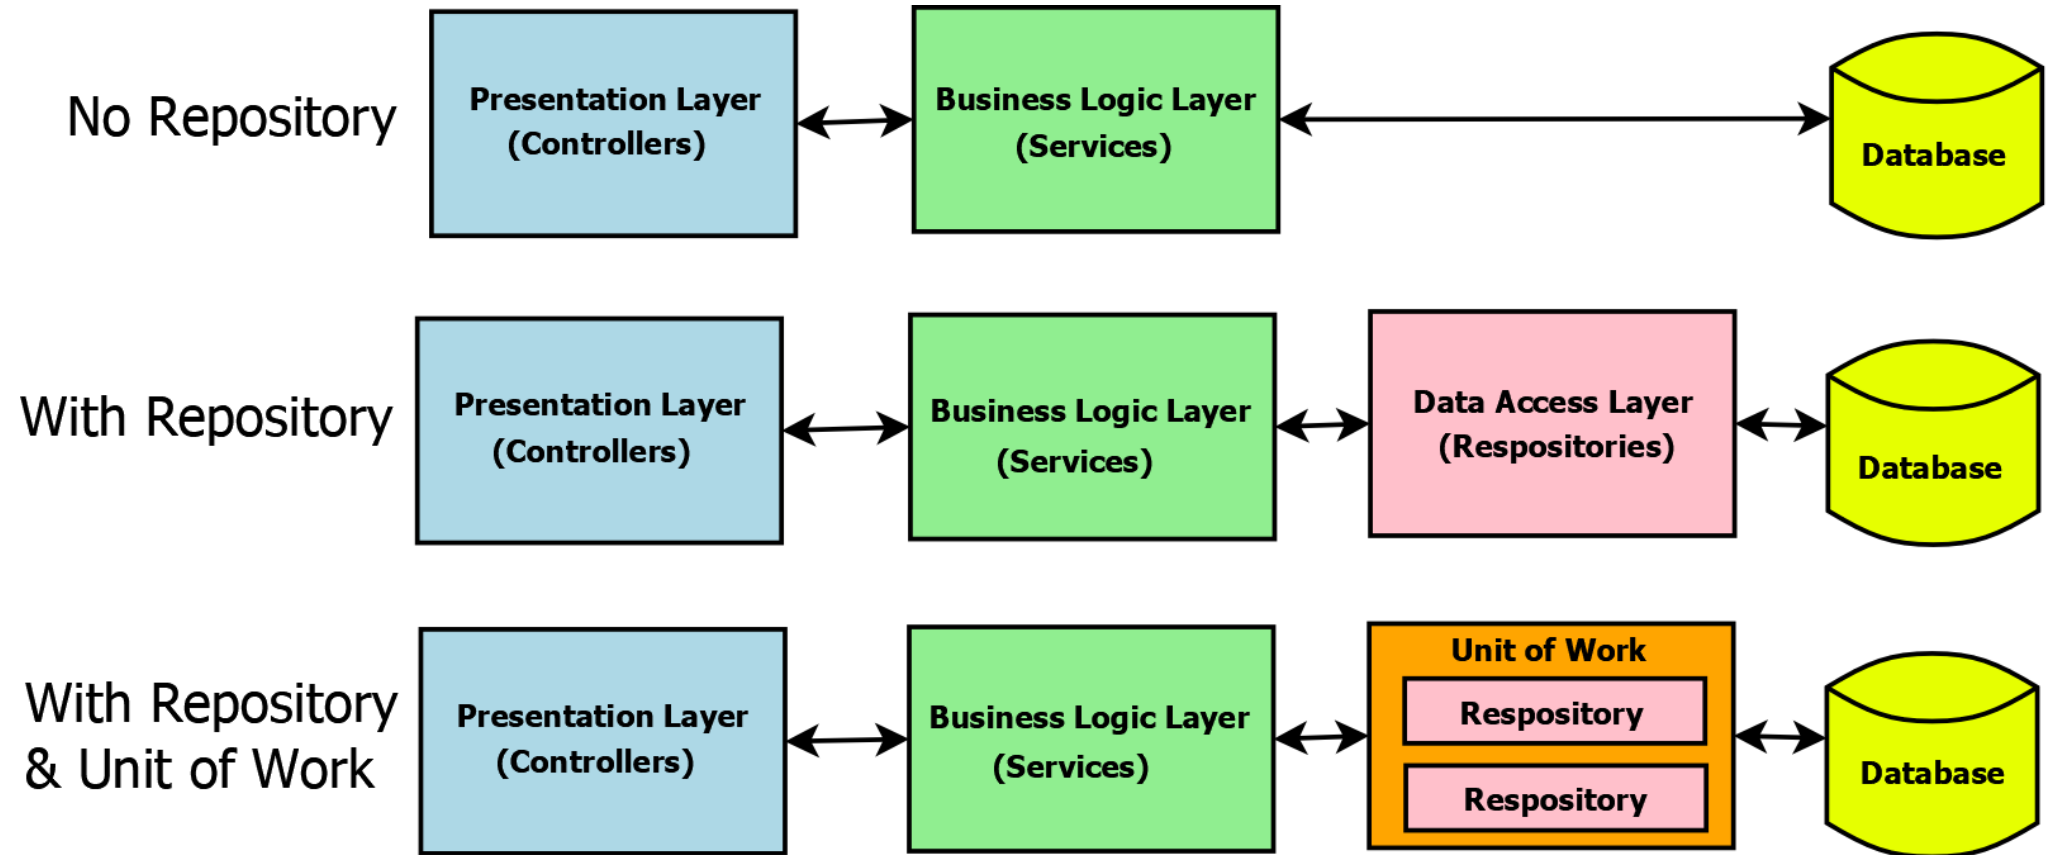 No Repository
Presentation Layer
(Controllers)
Business Logic Layer
(Services)
Database
With Repository
Presentation Layer
(Controllers)
Business Logic Layer
(Services)
Data Access Layer
(Respositories)
Database
With Repository
& Unit of Work
Presentation Layer
(Controllers)
Business Logic Layer
(Services)
Unit of Work
Respository
Respository
Database